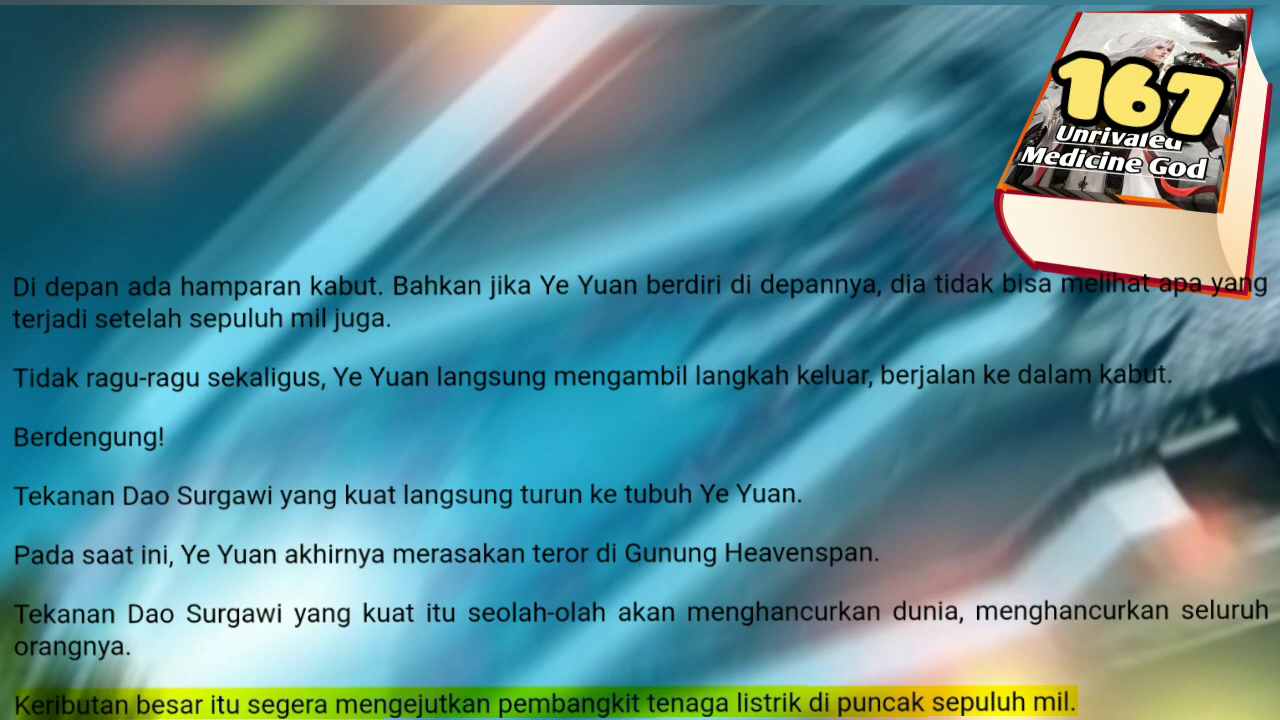 167
Unrivaled
Medicine God
Di depan ada hamparan kabut. Bahkan jika Ye Yuan berdiri di depannya, dia tidak bisa melihat apa yang
terjadi setelah sepuluh mil juga.
Tidak ragu-ragu sekaligus, Ye Yuan langsung mengambil langkah keluar, berjalan ke dalam kabut.
Berdengung!
Tekanan Dao Surgawi yang kuat langsung turun ke tubuh Ye Yuan.
Pada saat ini, Ye Yuan akhirnya merasakan teror di Gunung Heavenspan.
Tekanan Dao Surgawi yang kuat itu seolah-olah akan menghancurkan dunia, menghancurkan seluruh
orangnya.
Keributan besar itu segera mengejutkan pembangkit tenaga listrik di puncak sepuluh mil.